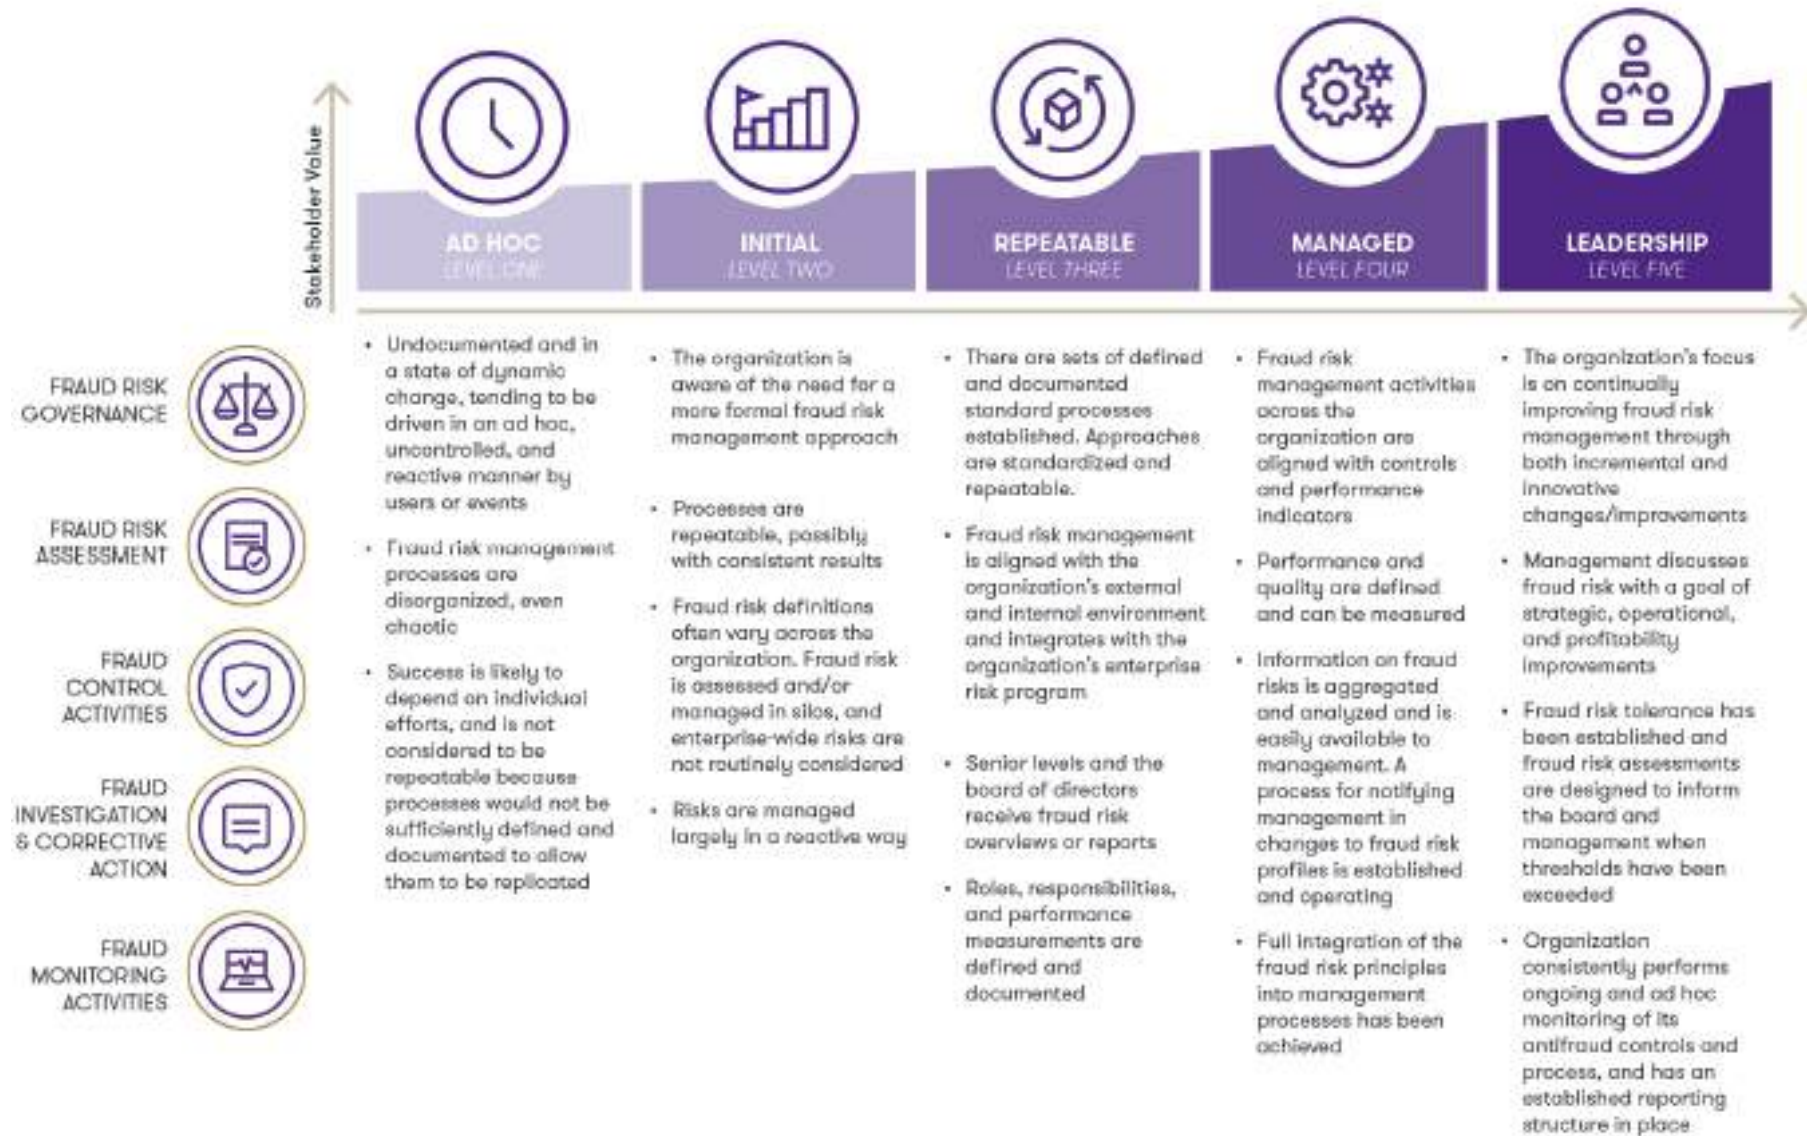 Stakeholder Value
AD HOC
LEVEL ONE
INITIAL
LEVEL TWO
REPEATABLE
LEVEL THREE
MANAGED
LEVEL FOUR
LEADERSHIP
LEVEL FIVE
FRAUD RISK
GOVERNANCE
FRAUD RISK
ASSESSMENT
FRAUD
CONTROL
ACTIVITIES
FRAUD
INVESTIGATION
& CORRECTIVE
ACTION
FRAUD
MONITORING
ACTIVITIES
• Undocumented and in
a state of dynamic
change, tending to be
driven in an ad hoc,
uncontrolled, and
reactive manner by
users or events
• Fraud risk management
processes are
disorganized, even
chaotic
• Success is likely to
depend on individual
efforts, and is not
considered to be
repeatable because
processes would not be
sufficiently defined and
documented to allow
them to be replicated
• The organization is
aware of the need for a
more formal fraud risk
management approach
• Processes are
repeatable, possibly
with consistent results
• Fraud risk definitions
often vary across the
organization. Fraud risk
is assessed and/or
managed in silos, and
enterprise-wide risks are
not routinely considered
• Risks are managed
largely in a reactive way
• There are sets of defined
and documented
standard processes
established. Approaches
are standardized and
repeatable.
• Fraud risk management
is aligned with the
organization's external
and internal environment
and integrates with the
organization's enterprise
risk program
• Senior levels and the
board of directors
receive fraud risk
overviews or reports
• Roles, responsibilities,
and performance
measurements are
defined and
documented
• Fraud risk
management activities
across the
organization are
aligned with controls
and performance
indicators
• Performance and
quality are defined
and can be measured
• Information on fraud
risks is aggregated
and analyzed and is
easily available to
management. A
process for notifying
management in
changes to fraud risk
profiles is established
and operating
• Full integration of the
fraud risk principles
into management
processes has been
achieved
• The organization's focus
is on continually
improving fraud risk
management through
both incremental and
innovative
changes/improvements
• Management discusses
fraud risk with a goal of
strategic, operational,
and profitability
improvements
• Fraud risk tolerance has
been established and
fraud risk assessments
are designed to inform
the board and
management when
thresholds have been
exceeded
• Organization
consistently performs
ongoing and ad hoc
monitoring of its
antifraud controls and
process, and has an
established reporting
structure in place